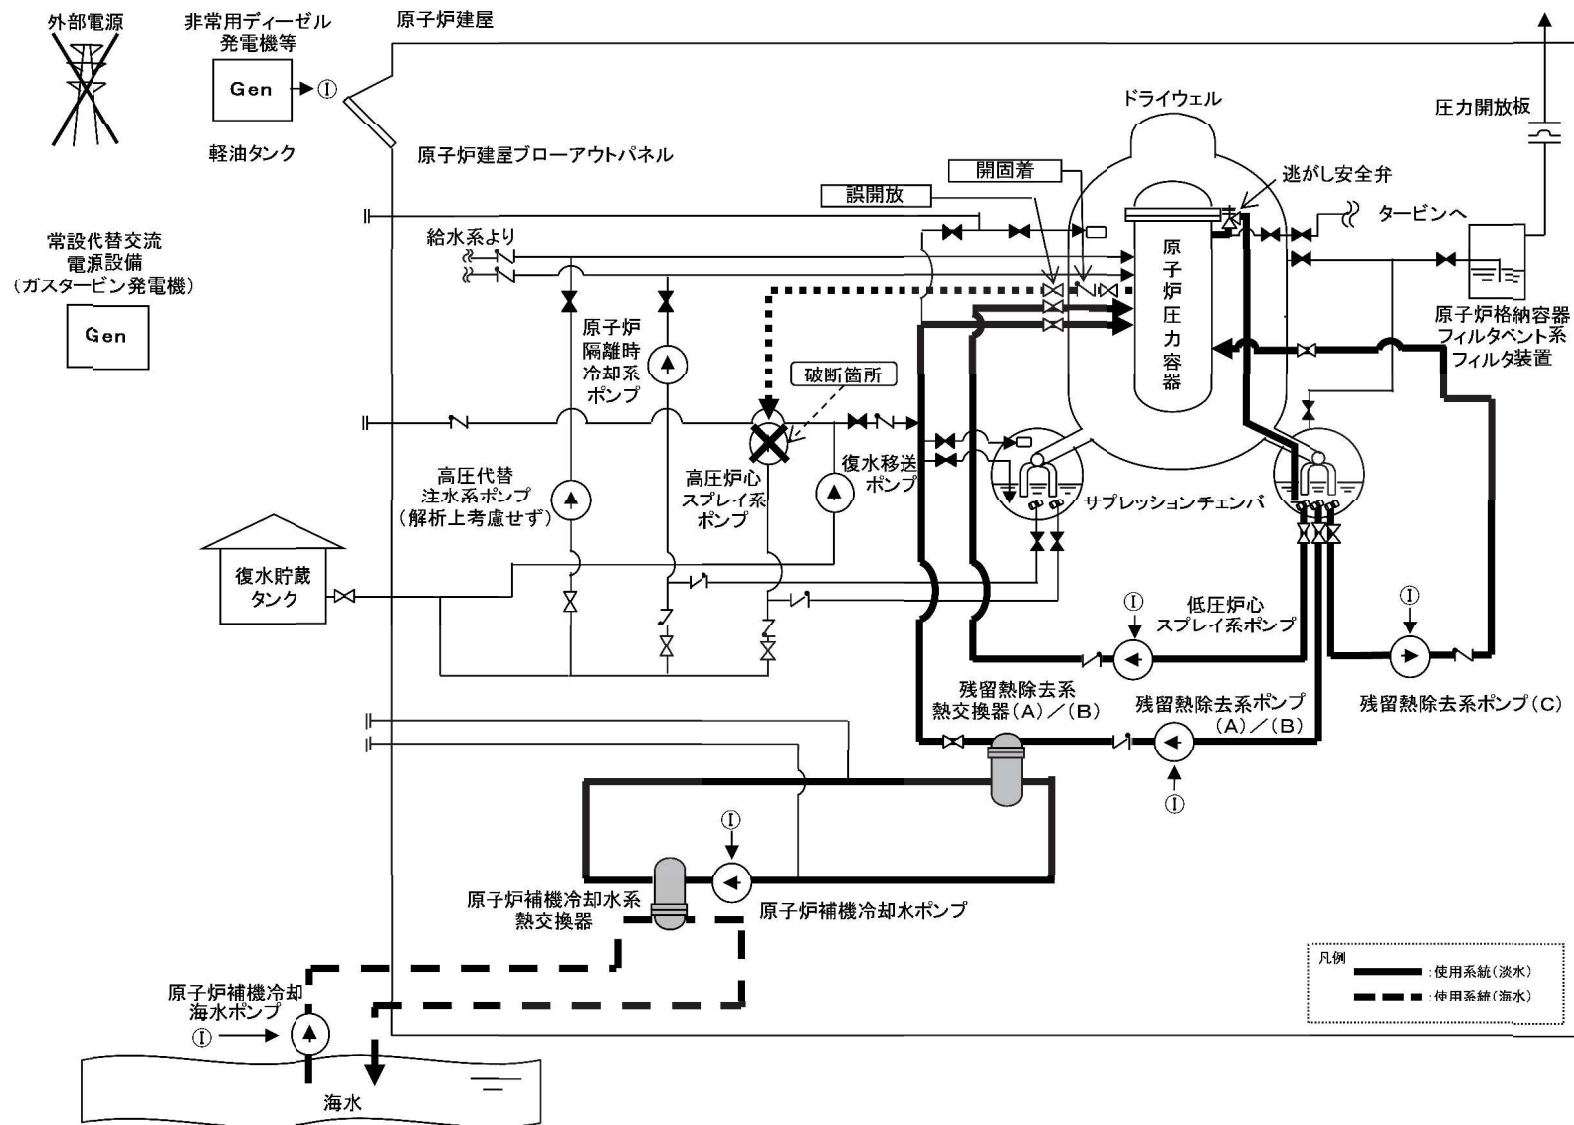 外部電源
非常用ディーゼル
発電機等
Gen
Ⓘ
軽油タンク
原子炉建屋
原子炉建屋ブローアウトパネル
常設代替交流
電源設備
(ガスタービン発電機)
Gen
ドライウェル
圧力開放板
開固着
誤開放
逃がし安全弁
タービンへ
給水系より
原子炉圧力容器
原子炉格納容器
フィルタベント系
フィルタ装置
原子炉
隔離時
冷却系
ポンプ
破断箇所
高圧代替
注水系ポンプ
(解析上考慮せず)
高圧炉心
スプレイ系
ポンプ
復水移送
ポンプ
サプレッションチェンバ
復水貯蔵
タンク
Ⓘ
低圧炉心
スプレイ系ポンプ
Ⓘ
残留熱除去系
熱交換器(A)/(B)
残留熱除去系ポンプ
(A)/(B)
残留熱除去系ポンプ(C)
Ⓘ
Ⓘ
原子炉補機冷却水系
熱交換器
原子炉補機冷却水ポンプ
原子炉補機冷却
海水ポンプ
Ⓘ
海水
凡例
:使用系統(淡水)
:使用系統(海水)